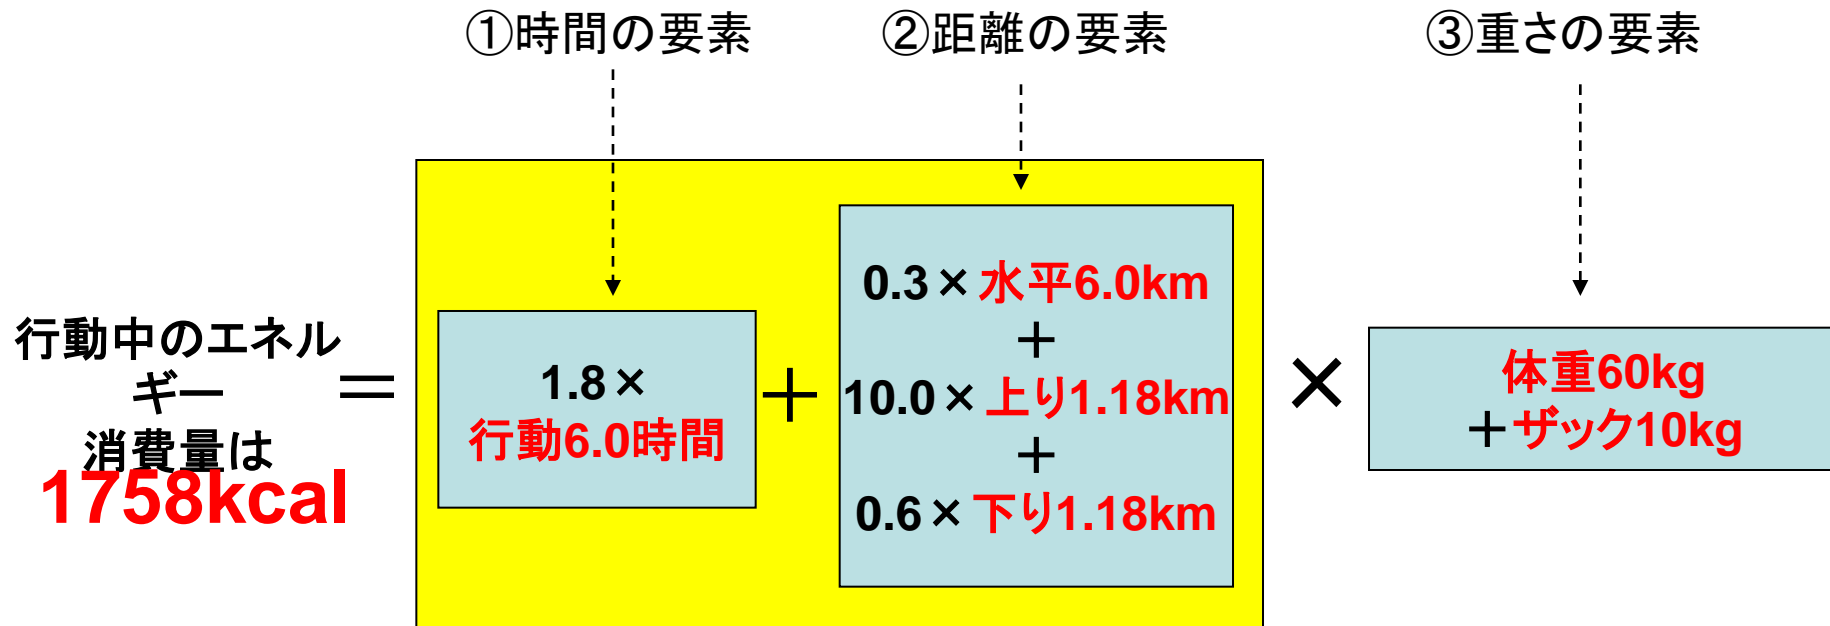 ①時間の要素
②距離の要素
③重さの要素
行動中のエネル
ギー
消費量は
1758kcal
＝
1.8×
行動6.0時間
＋
0.3×水平6.0km
＋
10.0×上り1.18km
＋
0.6×下り1.18km
×
体重60kg
＋ザック10kg